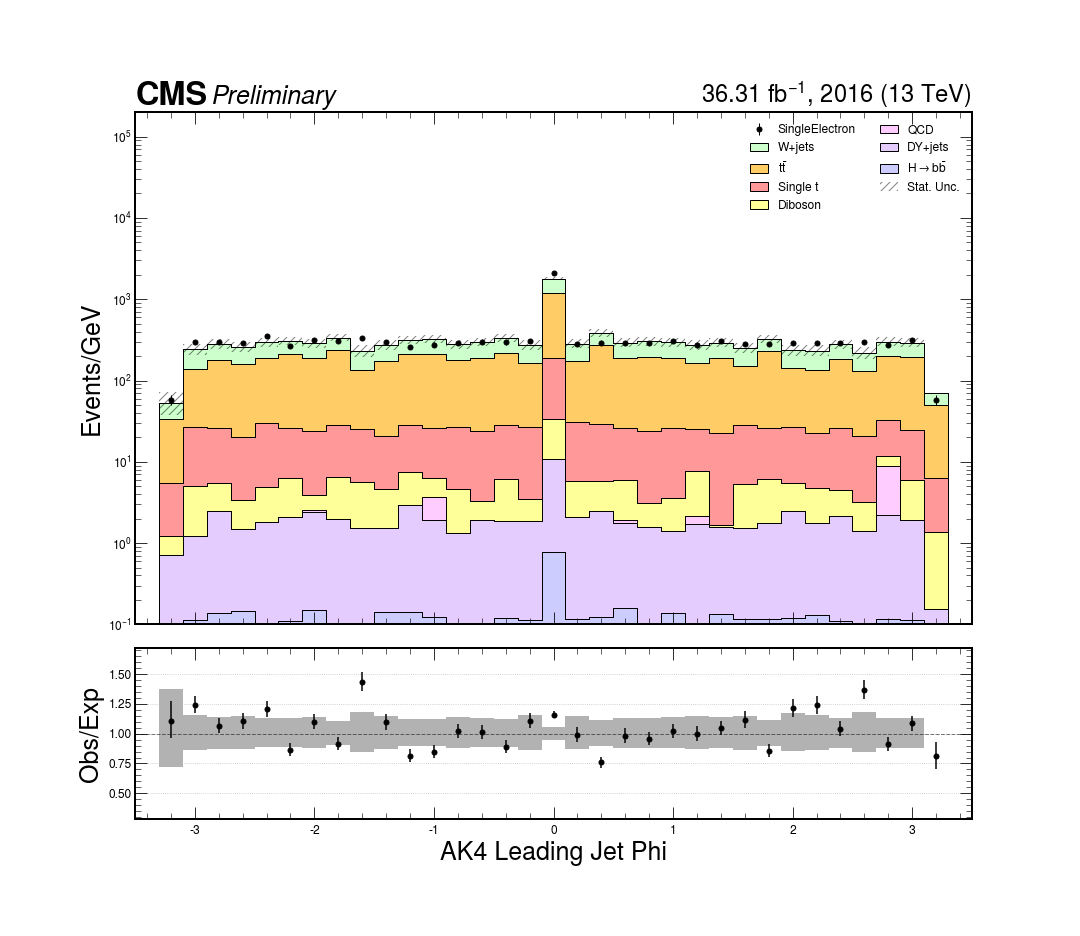 CMS Preliminary
36.31 fb⁻¹, 2016 (13 TeV)
SingleElectron
W+jets
tt̄
Single t
Diboson
QCD
DY+jets
H→bb̄
Stat. Unc.
Events/GeV
10⁵
10⁴
10³
10²
10¹
10⁰
10⁻¹
Obs/Exp
1.50
1.25
1.00
0.75
0.50
-3 -2 -1 0 1 2 3
AK4 Leading Jet Phi